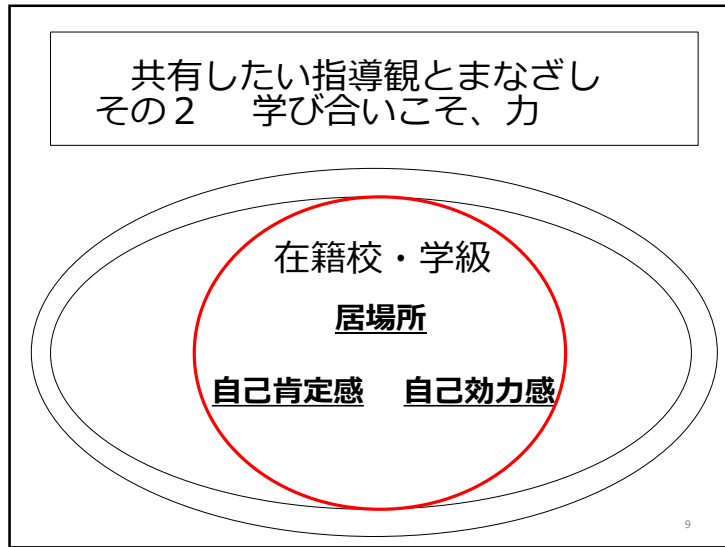 共有したい指導観とまなざし
その２　学び合いこそ、力
在籍校・学級
居場所
自己肯定感　自己効力感
9